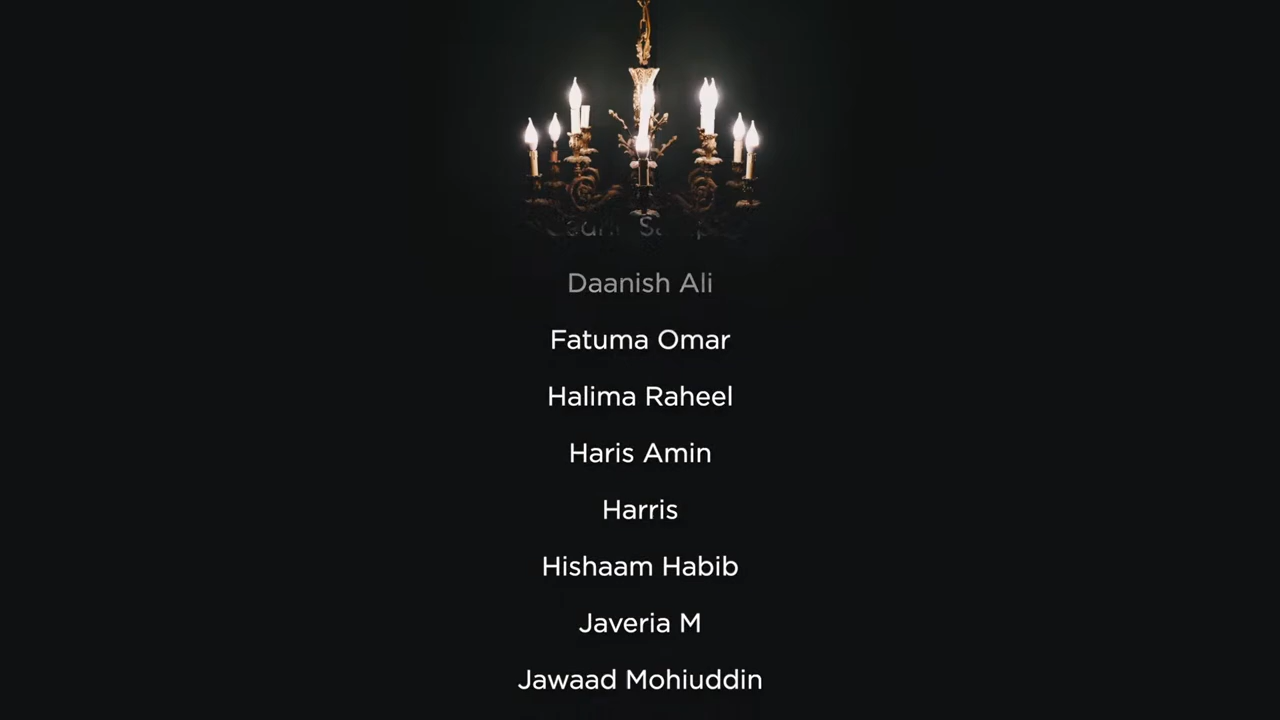 Daanish Ali
Fatuma Omar
Halima Raheel
Haris Amin
Harris
Hishaam Habib
Javeria M
Jawaad Mohiuddin